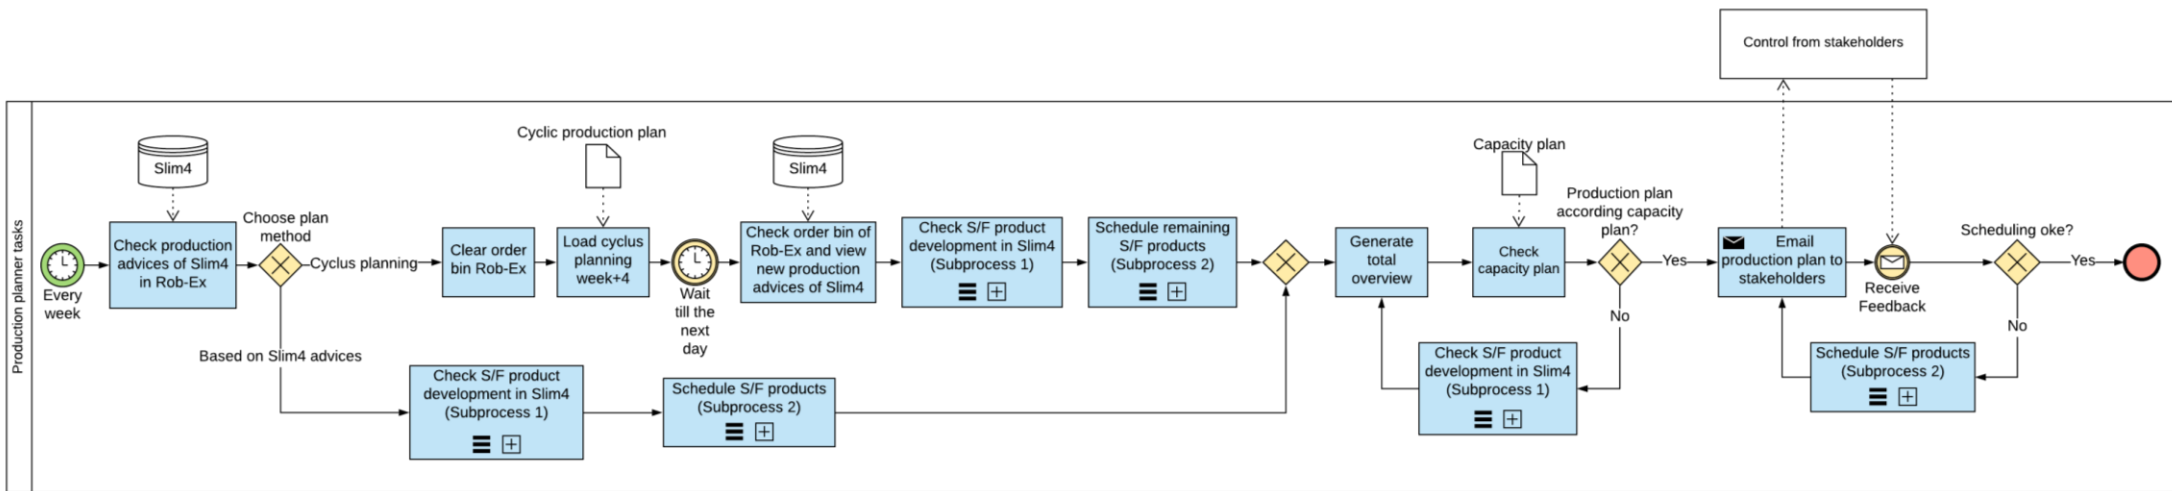 Control from stakeholders
Production planner tasks
Every
week
Slim4
Check production
advices of Slim4
in Rob-Ex
Choose plan
method
Cyclus planning
Based on Slim4 advices
Clear order
bin Rob-Ex
Cyclic production plan
Load cyclus
planning
week+4
Wait
till the
next
day
Slim4
Check order bin of
Rob-Ex and view
new production
advices of Slim4
Check S/F product
development in Slim4
(Subprocess 1)
Schedule remaining
S/F products
(Subprocess 2)
Check S/F product
development in Slim4
(Subprocess 1)
Schedule S/F products
(Subprocess 2)
Generate
total
overview
Capacity plan
Check
capacity plan
Production plan
according capacity
plan?
Yes
No
Check S/F product
development in Slim4
(Subprocess 1)
Email
production plan to
stakeholders
Receive
Feedback
Scheduling oke?
Yes
No
Schedule S/F products
(Subprocess 2)